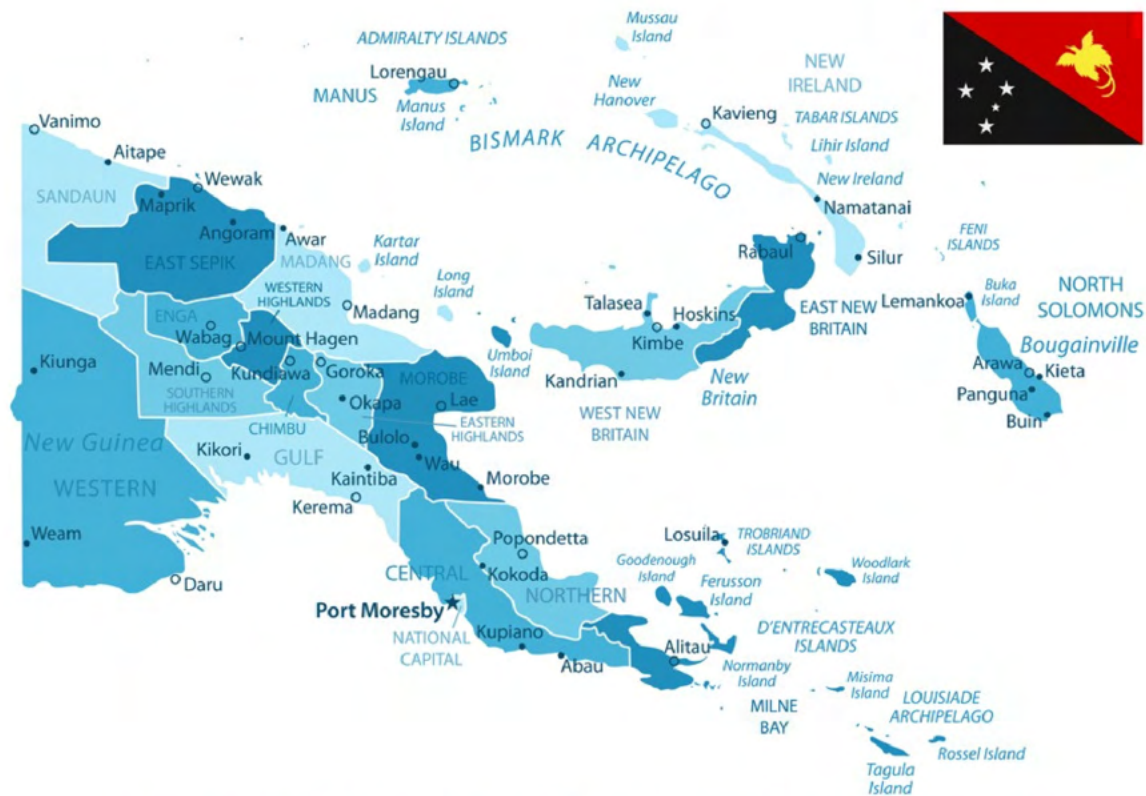 Mussau
Island
ADMIRALTY ISLANDS
Lorengau
MANUS
Manus
Island
New
Hanover
NEW
IRELAND
Kavieng
TABAR ISLANDS
Lihir Island
BISMARK ARCHIPELAGO
New Ireland
Namatanai
Vanimo
Aitape
SANDAUN
Wewak
Maprik
Angoram
EAST SEPIK
Awar
MADANG
Kartar
Island
Long
Island
Rabaul
Silur
FENI
ISLANDS
WESTERN
HIGHLANDS
ENGA
Wabag
Mount Hagen
Madang
Talasea
Hoskins
Kimbe
EAST NEW
BRITAIN
Lemankoa
Buka
Island
NORTH
SOLOMONS
Bougainville
Umboi
Island
Kiunga
Mendi
Kundiawa
Goroka
MOROBE
Lae
SOUTHERN
HIGHLANDS
Okapa
CHIMBU
EASTERN
HIGHLANDS
Kandrian
New
Britain
WEST NEW
BRITAIN
Arawa
Kieta
Panguna
Buin
New Guinea
WESTERN
Kikori
GULF
Bulolo
Wau
Kaintiba
Kerema
Morobe
Weam
Daru
Popondetta
CENTRAL
Kokoda
NORTHERN
Port Moresby
NATIONAL
CAPITAL
Kupiano
Abau
Losuila
TROBRIAND
ISLANDS
Goodenough
Island
Ferusson
Island
Woodlark
Island
D'ENTRECASTEAUX
ISLANDS
Alitau
Normanby
Island
MILNE
BAY
Misima
Island
LOUISIADE
ARCHIPELAGO
Tagula
Island
Rossel Island